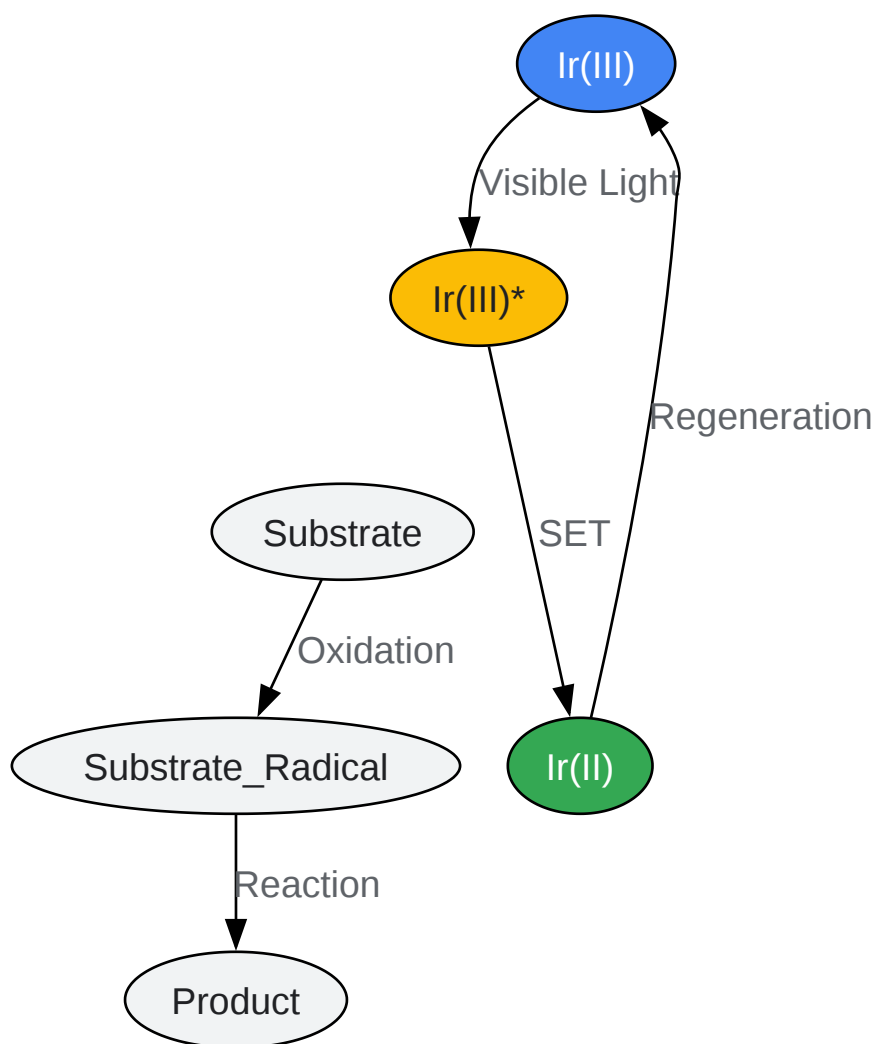 Ir(III)
Visible Light
Ir(III)*
Regeneration
Substrate
SET
Oxidation
Substrate_Radical
Ir(II)
Reaction
Product